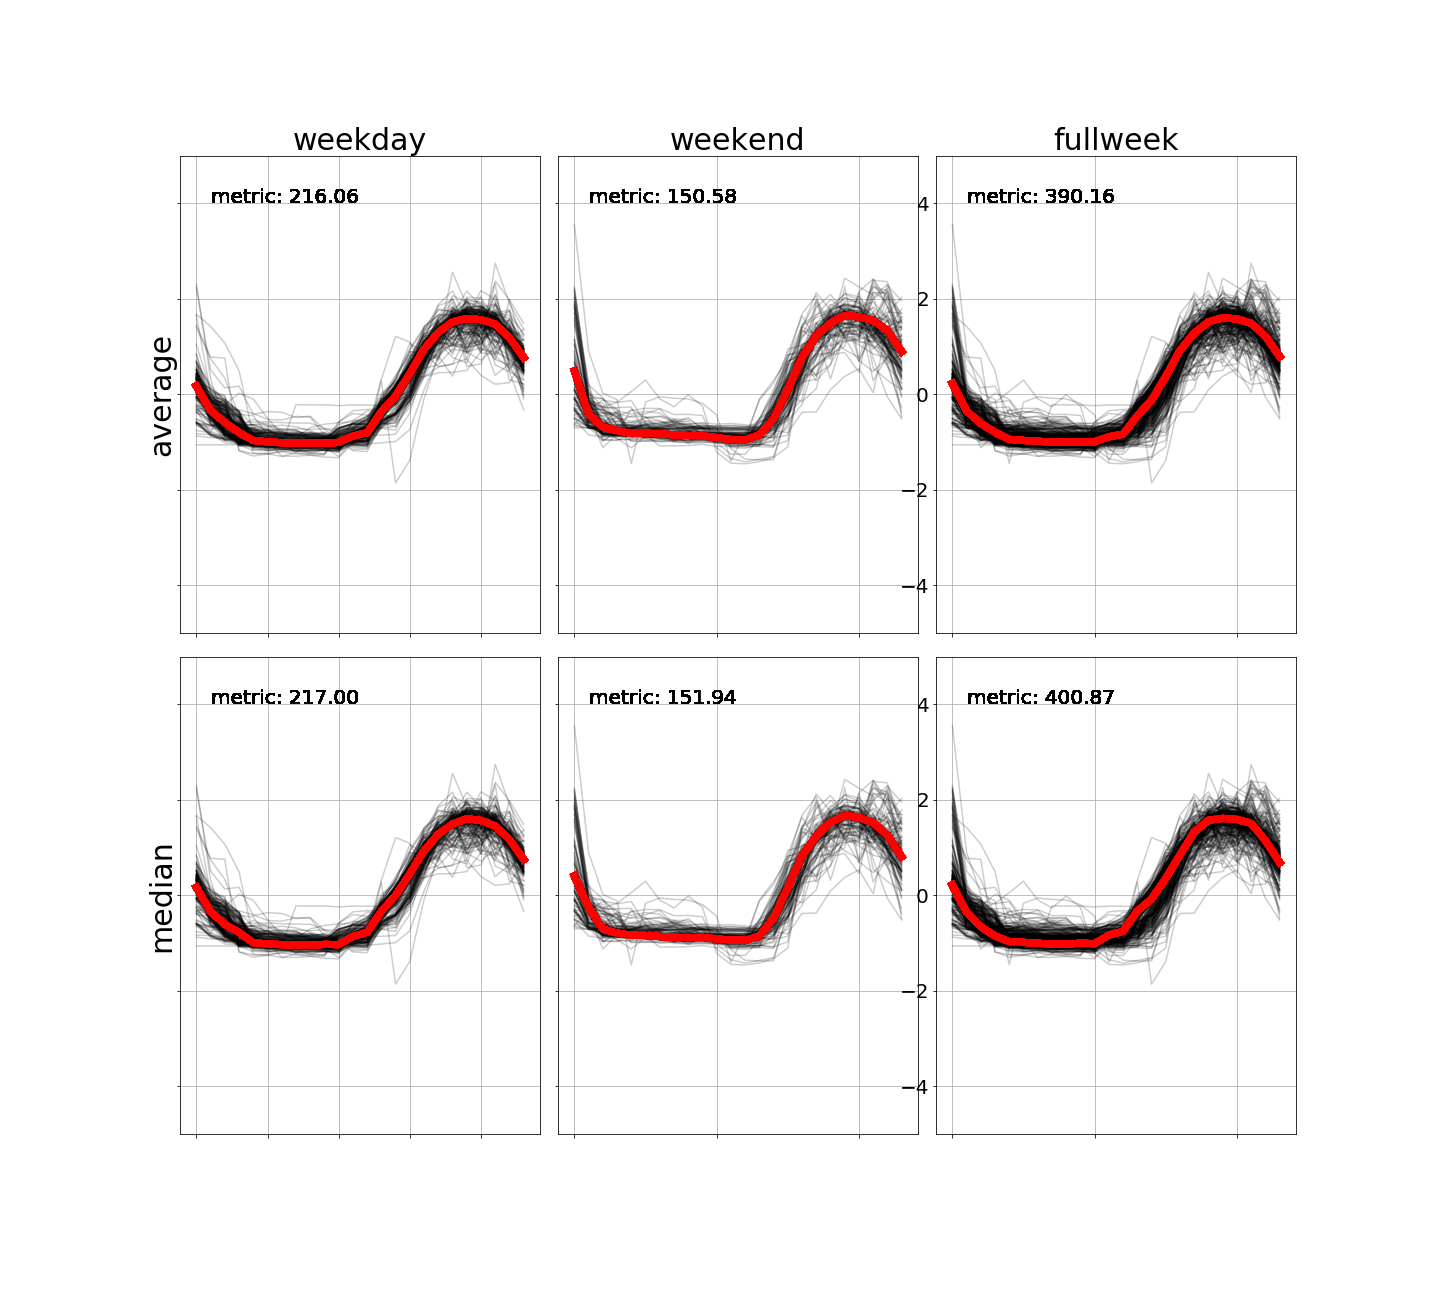 weekday
weekend
fullweek
metric: 216.06
metric: 150.58
metric: 390.16
4
2
0
−2
−4
average
metric: 217.00
metric: 151.94
metric: 400.87
4
2
0
−2
−4
median